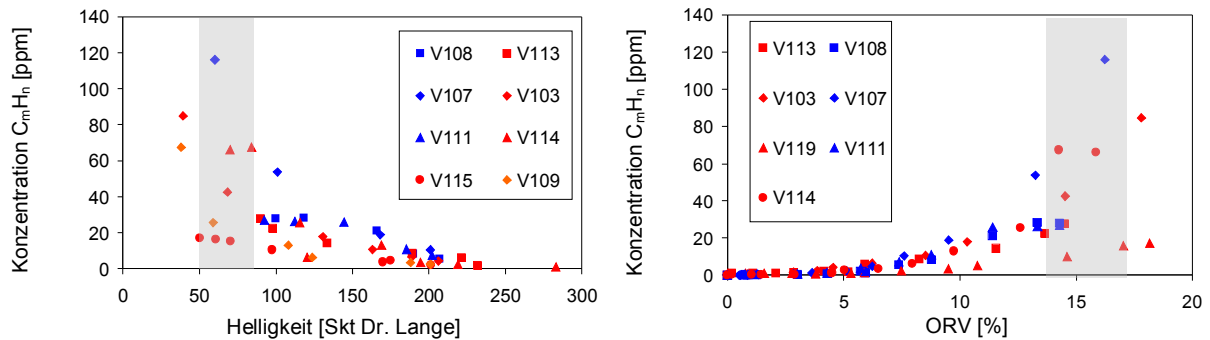 Konzentration CmHn [ppm]
140
120
100
80
60
40
20
0
V108 V113
V107 V103
V111 V114
V115 V109
0 50 100 150 200 250 300
Helligkeit [Skt Dr. Lange]
Konzentration CmHn [ppm]
140
120
100
80
60
40
20
0
V113 V108
V103 V107
V119 V111
V114
0 5 10 15 20
ORV [%]